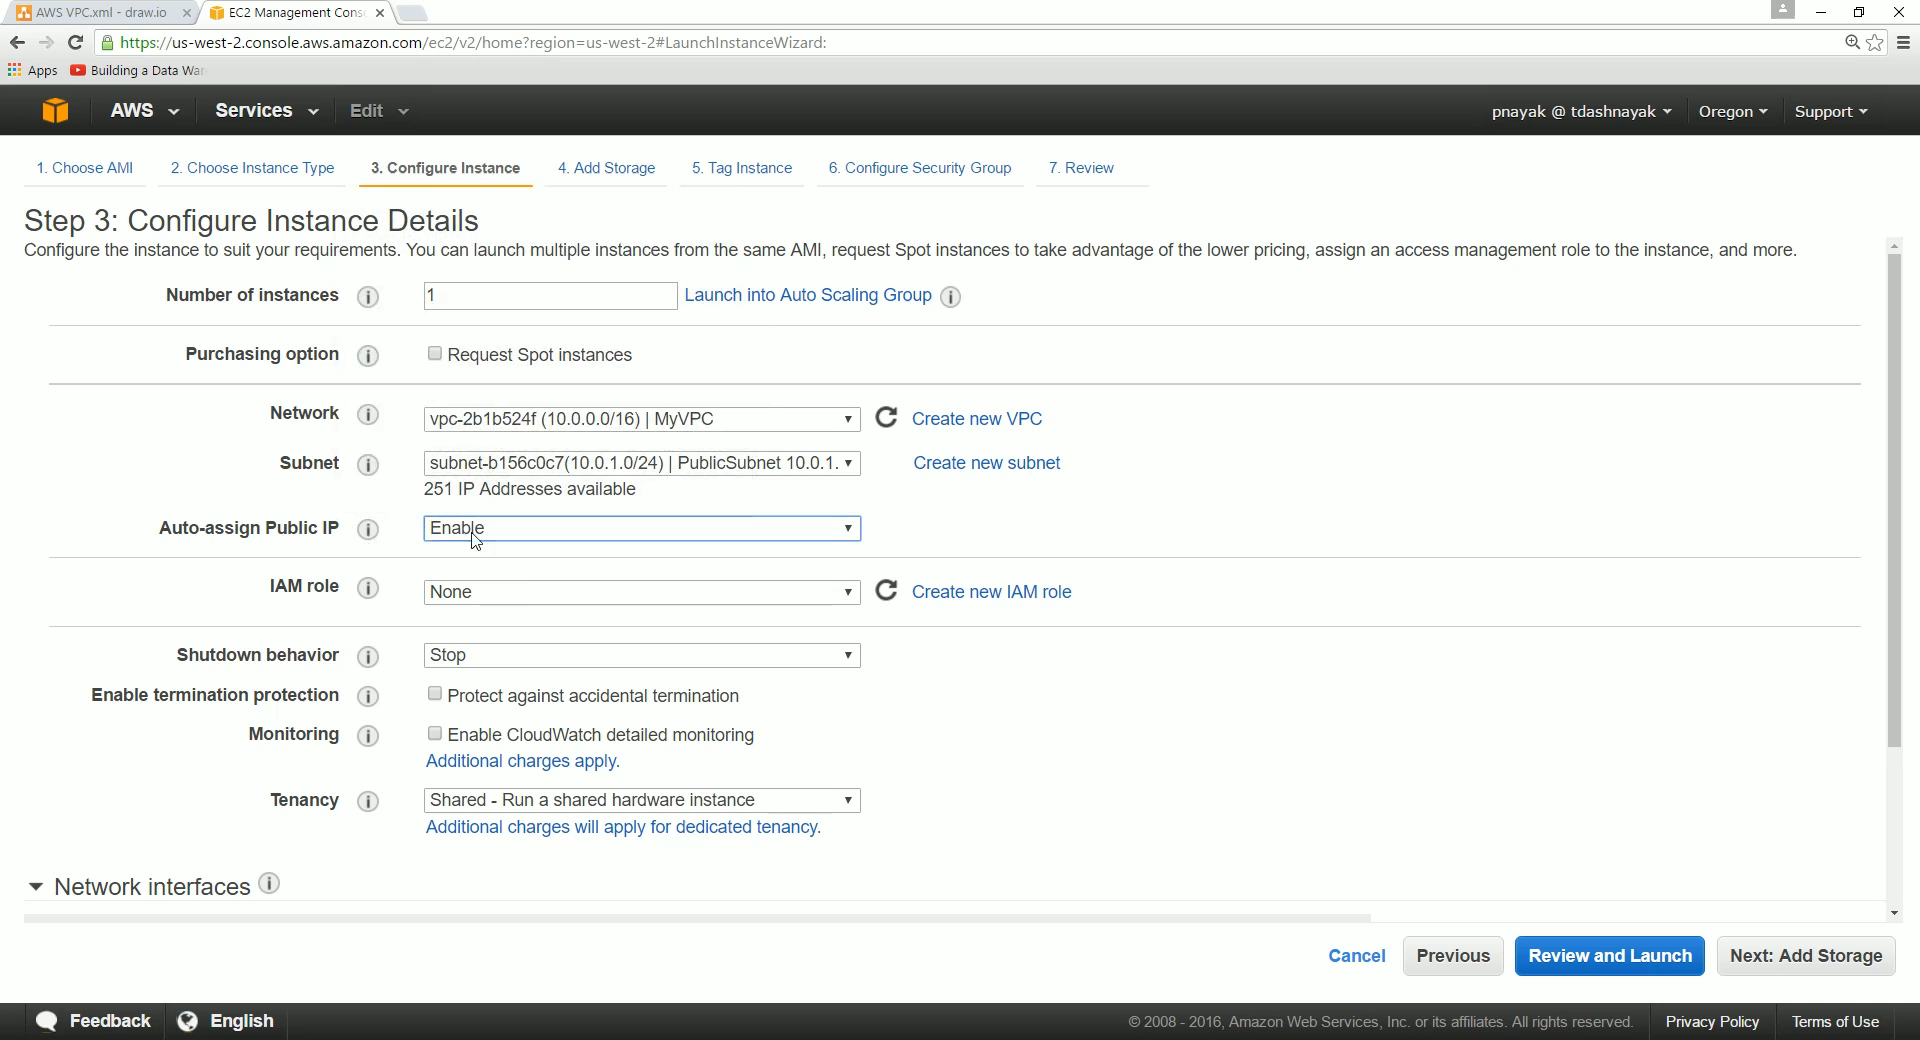 AWS VPC.xml - draw.io
EC2 Management Cons
https://us-west-2.console.aws.amazon.com/ec2/v2/home?region=us-west-2#LaunchInstanceWizard:
Apps
Building a Data War
AWS
Services
Edit
pnayak @ tdashnayak
Oregon
Support
1. Choose AMI
2. Choose Instance Type
3. Configure Instance
4. Add Storage
5. Tag Instance
6. Configure Security Group
7. Review
Step 3: Configure Instance Details
Configure the instance to suit your requirements. You can launch multiple instances from the same AMI, request Spot instances to take advantage of the lower pricing, assign an access management role to the instance, and more.
Number of instances
1
Launch into Auto Scaling Group
Purchasing option
Request Spot instances
Network
vpc-2b1b524f (10.0.0.0/16) | MyVPC
Create new VPC
Subnet
subnet-b156c0c7(10.0.1.0/24) | PublicSubnet 10.0.1.
Create new subnet
251 IP Addresses available
Auto-assign Public IP
Enable
IAM role
None
Create new IAM role
Shutdown behavior
Stop
Enable termination protection
Protect against accidental termination
Monitoring
Enable CloudWatch detailed monitoring
Additional charges apply.
Tenancy
Shared - Run a shared hardware instance
Additional charges will apply for dedicated tenancy.
Network interfaces
Cancel
Previous
Review and Launch
Next: Add Storage
Feedback
English
© 2008 - 2016, Amazon Web Services, Inc. or its affiliates. All rights reserved.
Privacy Policy
Terms of Use